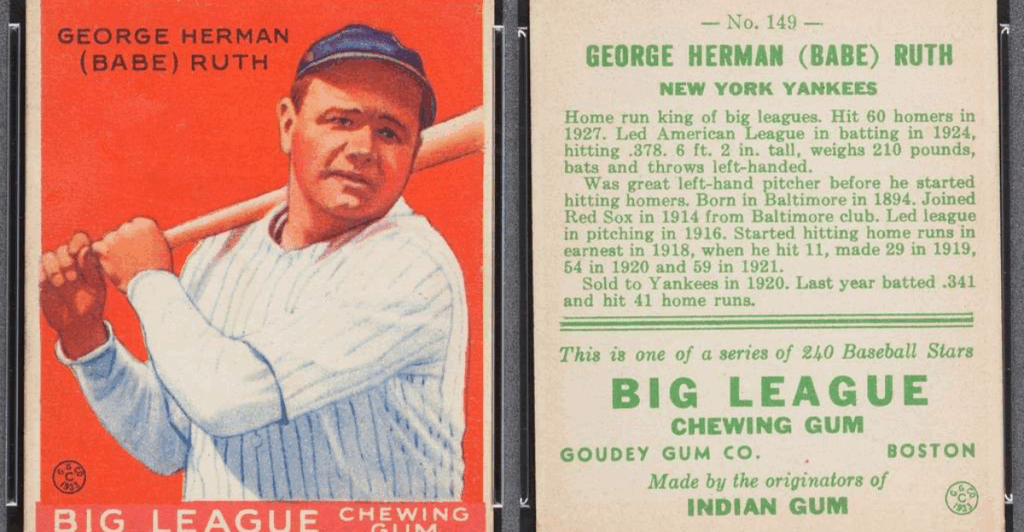 GEORGE HERMAN
(BABE) RUTH
G G Co
C
1933
BIG LEAGUE CHEWING
GUM
— No. 149 —
GEORGE HERMAN (BABE) RUTH
NEW YORK YANKEES
Home run king of big leagues. Hit 60 homers in
1927. Led American League in batting in 1924,
hitting .378. 6 ft. 2 in. tall, weighs 210 pounds,
bats and throws left-handed.
Was great left-hand pitcher before he started
hitting homers. Born in Baltimore in 1894. Joined
Red Sox in 1914 from Baltimore club. Led league
in pitching in 1916. Started hitting home runs in
earnest in 1918, when he hit 11, made 29 in 1919,
54 in 1920 and 59 in 1921.
Sold to Yankees in 1920. Last year batted .341
and hit 41 home runs.
This is one of a series of 240 Baseball Stars
BIG LEAGUE
CHEWING GUM
GOUDEY GUM CO. BOSTON
Made by the originators of
INDIAN GUM
G G Co
C
1933